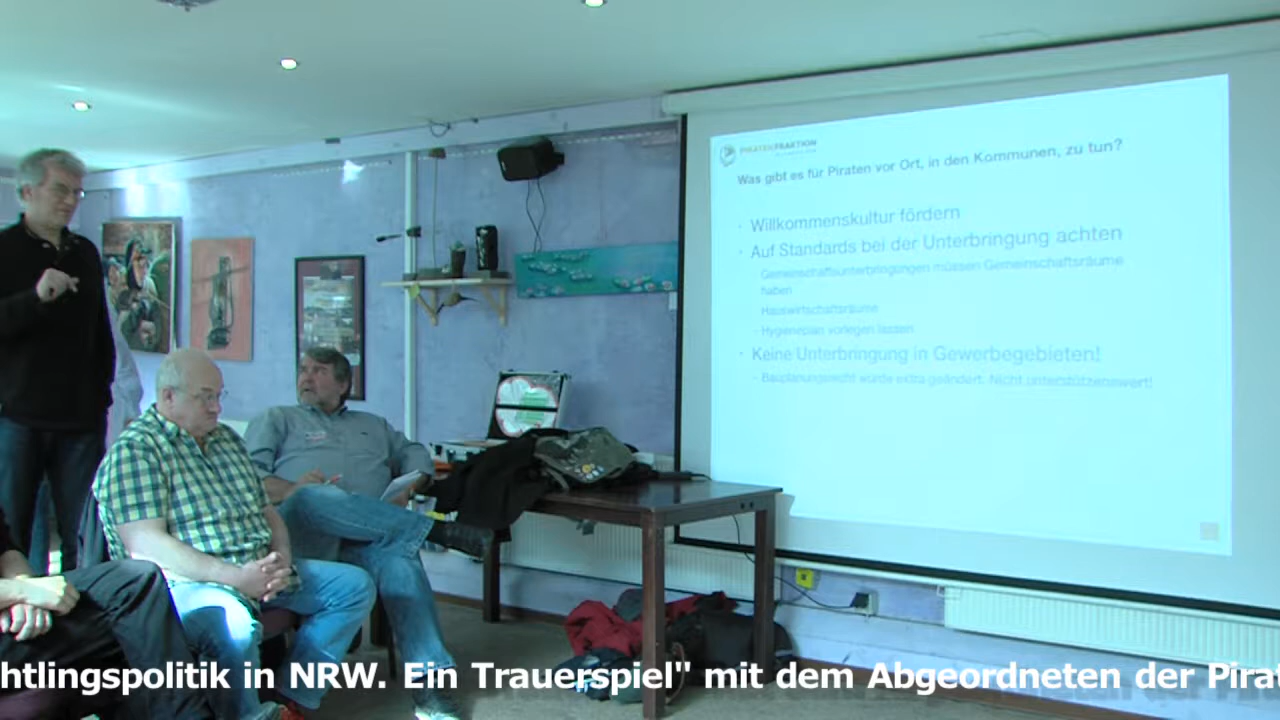 PIRATENFRAKTION
Was gibt es für Piraten vor Ort, in den Kommunen, zu tun?
· Willkommenskultur fördern
· Auf Standards bei der Unterbringung achten
Gemeinschaftsunterbringungen müssen Gemeinschaftsräume
haben
Hauswirtschaftsräume
- Hygieneplan vorlegen lassen
· Keine Unterbringung in Gewerbegebieten!
- Bauplanungsrecht wurde extra geändert. Nicht unterstützenswert!
chtlingspolitik in NRW. Ein Trauerspiel" mit dem Abgeordneten der Pirat